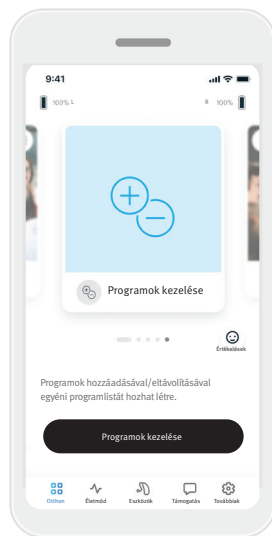 9:41
100% L R 100%
Programok kezelése
Értékelések
Programok hozzáadásával/eltávolításával
egyéni programlistát hozhat létre.
Programok kezelése
Otthon Életmód Eszközök Támogatás Továbbiak